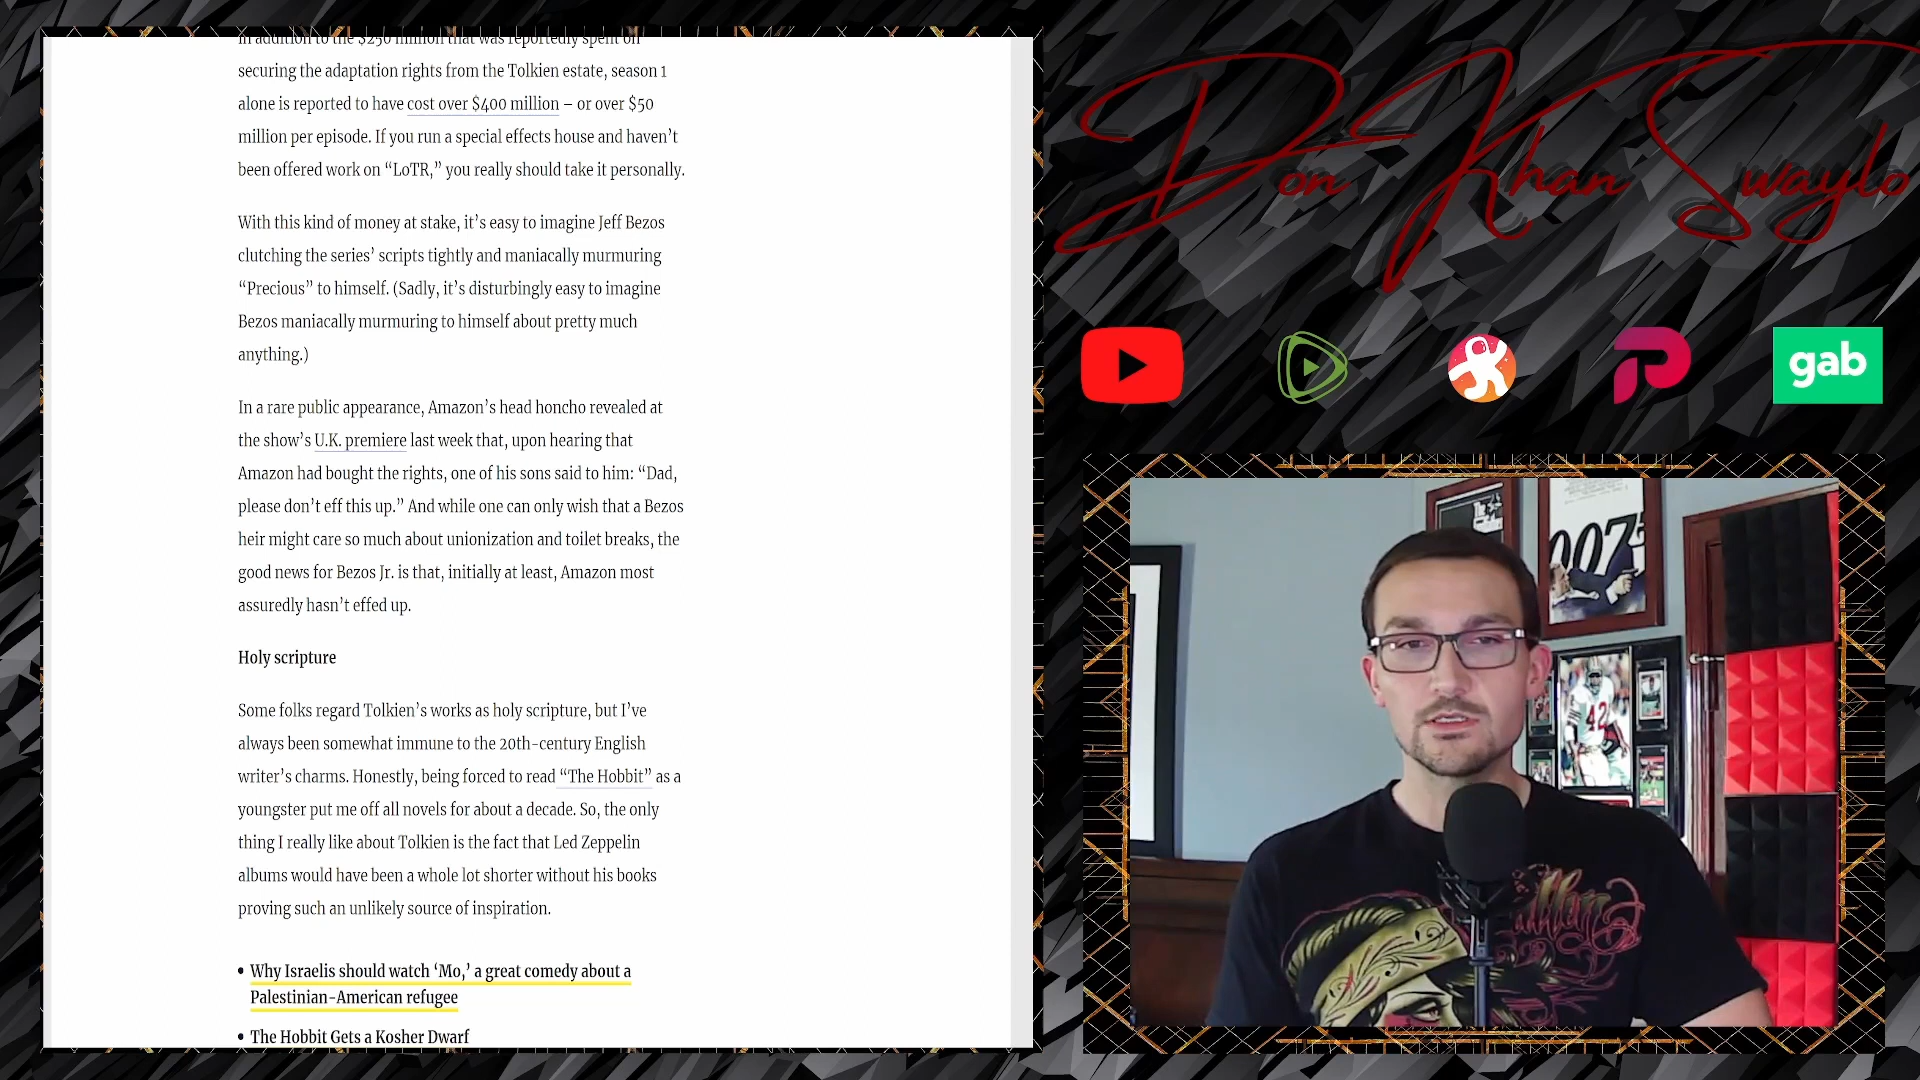 in addition to the $250 million that was reportedly spent on
securing the adaptation rights from the Tolkien estate, season 1
alone is reported to have cost over $400 million – or over $50
million per episode. If you run a special effects house and haven’t
been offered work on “LoTR,” you really should take it personally.
With this kind of money at stake, it’s easy to imagine Jeff Bezos
clutching the series’ scripts tightly and maniacally murmuring
“Precious” to himself. (Sadly, it’s disturbingly easy to imagine
Bezos maniacally murmuring to himself about pretty much
anything.)
In a rare public appearance, Amazon’s head honcho revealed at
the show’s U.K. premiere last week that, upon hearing that
Amazon had bought the rights, one of his sons said to him: “Dad,
please don’t eff this up.” And while one can only wish that a Bezos
heir might care so much about unionization and toilet breaks, the
good news for Bezos Jr. is that, initially at least, Amazon most
assuredly hasn’t effed up.
Holy scripture
Some folks regard Tolkien’s works as holy scripture, but I’ve
always been somewhat immune to the 20th-century English
writer’s charms. Honestly, being forced to read “The Hobbit” as a
youngster put me off all novels for about a decade. So, the only
thing I really like about Tolkien is the fact that Led Zeppelin
albums would have been a whole lot shorter without his books
proving such an unlikely source of inspiration.
• Why Israelis should watch ‘Mo,’ a great comedy about a
Palestinian-American refugee
• The Hobbit Gets a Kosher Dwarf
Don Khan Swaylo
gab
007
42